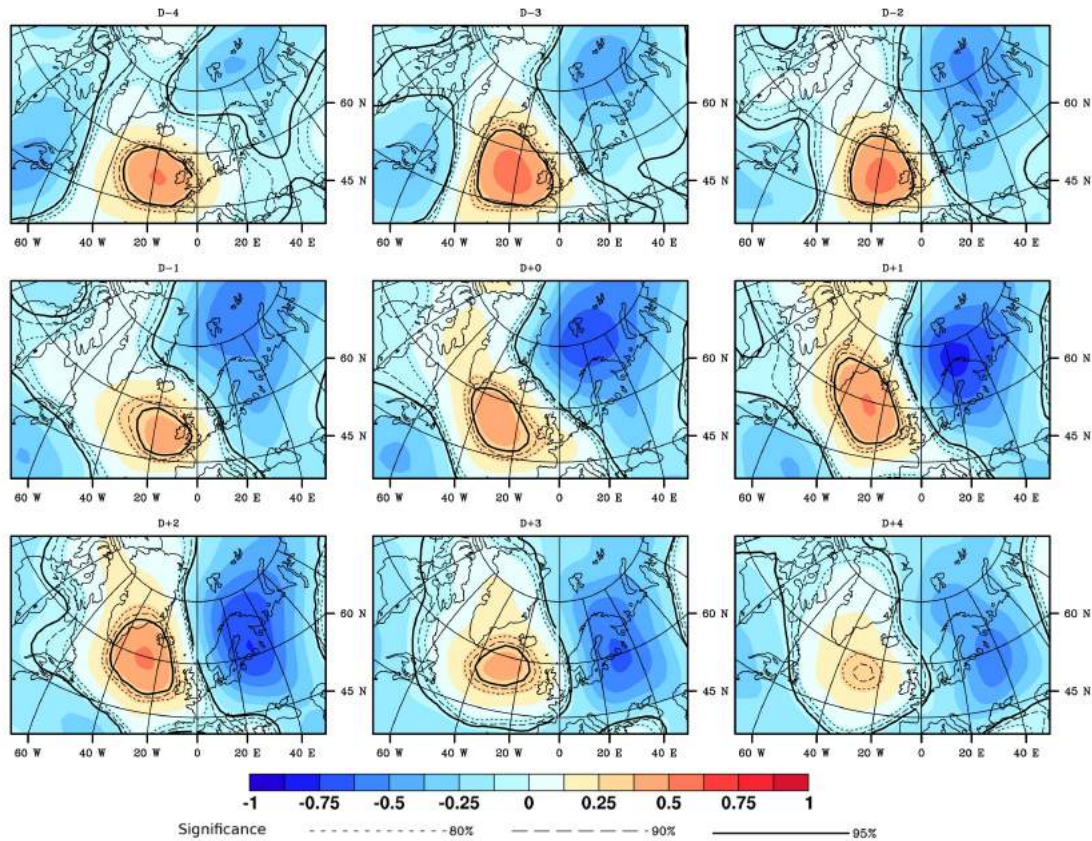 D−4 D−3 D−2
60 N 60 N 60 N
45 N 45 N 45 N
60 W 40 W 20 W 0 20 E 40 E 60 W 40 W 20 W 0 20 E 40 E 60 W 40 W 20 W 0 20 E 40 E
D−1 D+0 D+1
60 N 60 N 60 N
45 N 45 N 45 N
60 W 40 W 20 W 0 20 E 40 E 60 W 40 W 20 W 0 20 E 40 E 60 W 40 W 20 W 0 20 E 40 E
D+2 D+3 D+4
60 N 60 N 60 N
45 N 45 N 45 N
60 W 40 W 20 W 0 20 E 40 E 60 W 40 W 20 W 0 20 E 40 E 60 W 40 W 20 W 0 20 E 40 E
-1 -0.75 -0.5 -0.25 0 0.25 0.5 0.75 1
Significance 80% 90% 95%